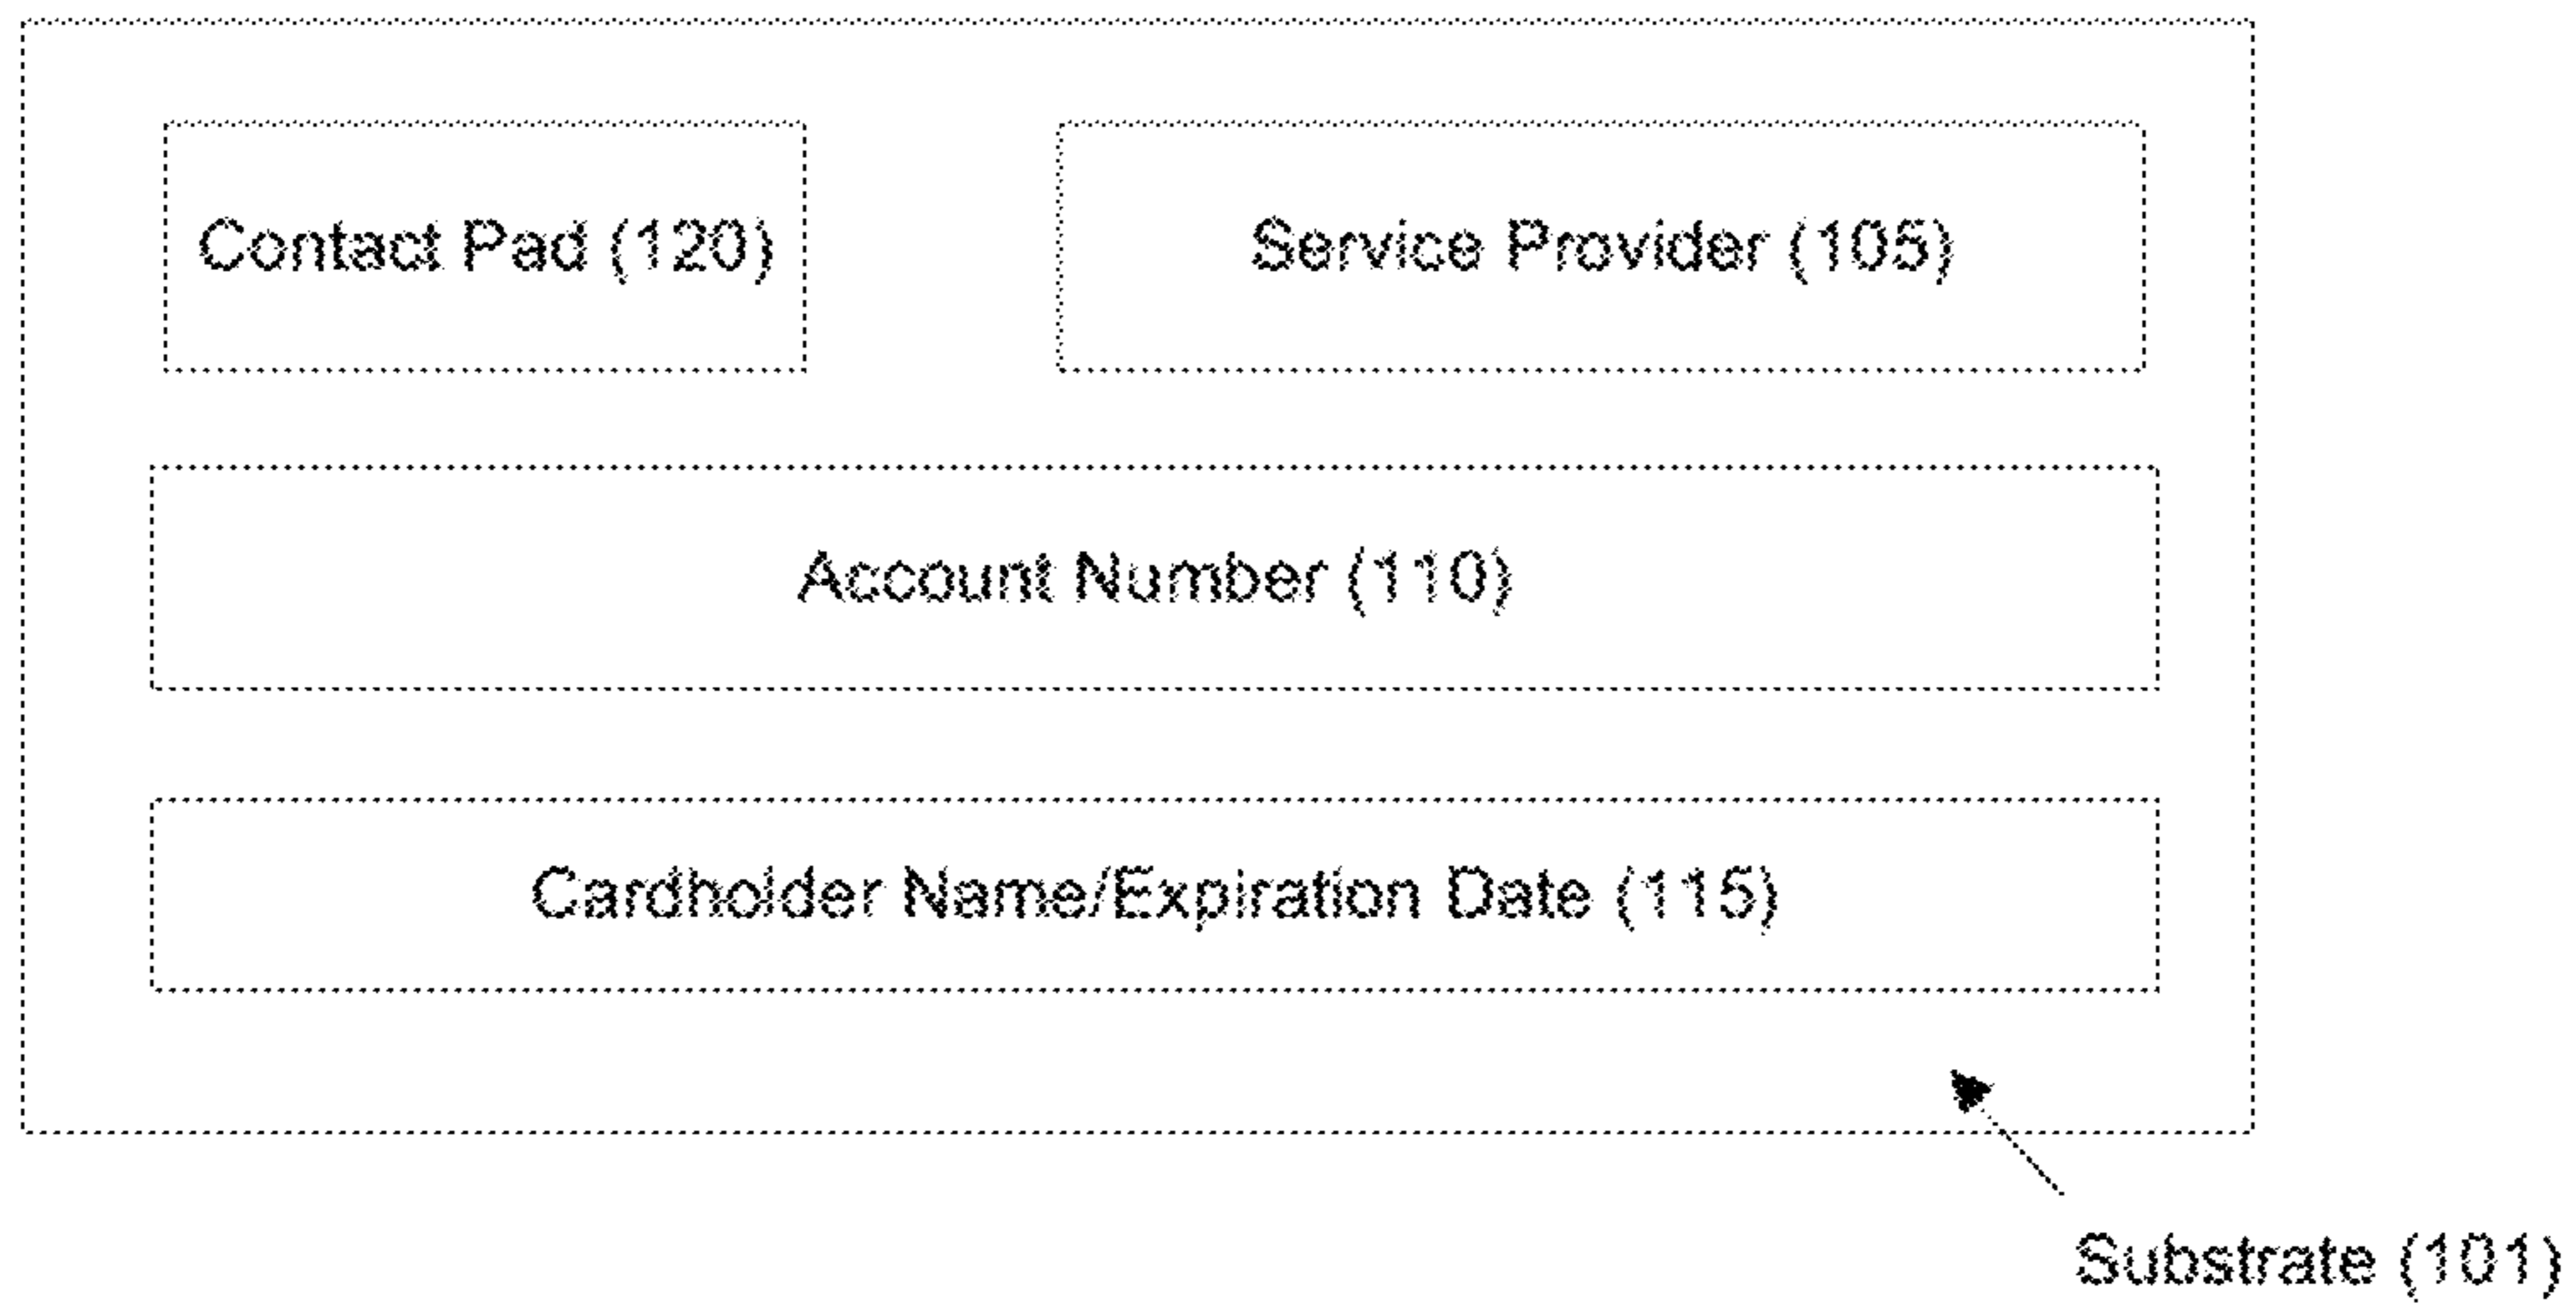 Contact Pad (120)
Service Provider (105)
Account Number (110)
Cardholder Name/Expiration Date (115)
Substrate (101)